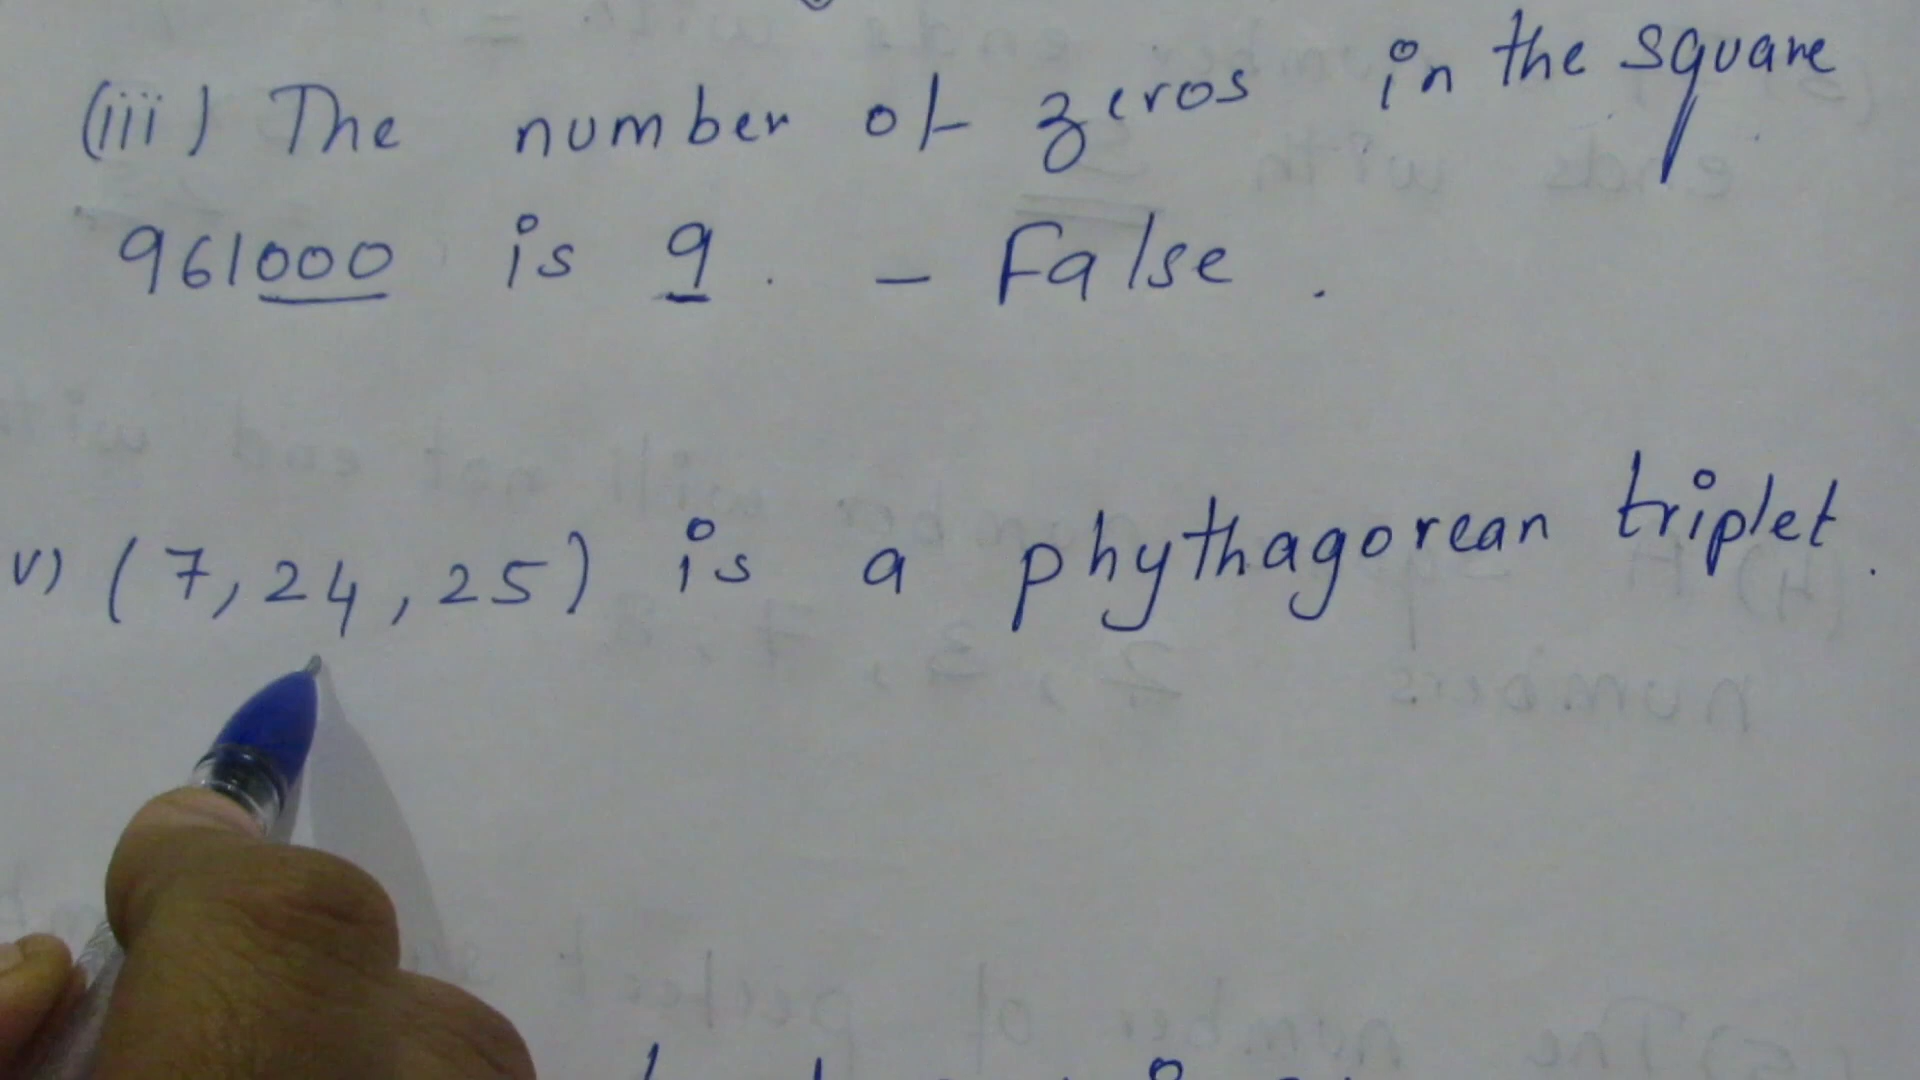 (iii) The number of zeros in the square
961000 is 9. - False.
v) (7, 24, 25) is a phythagorean triplet.